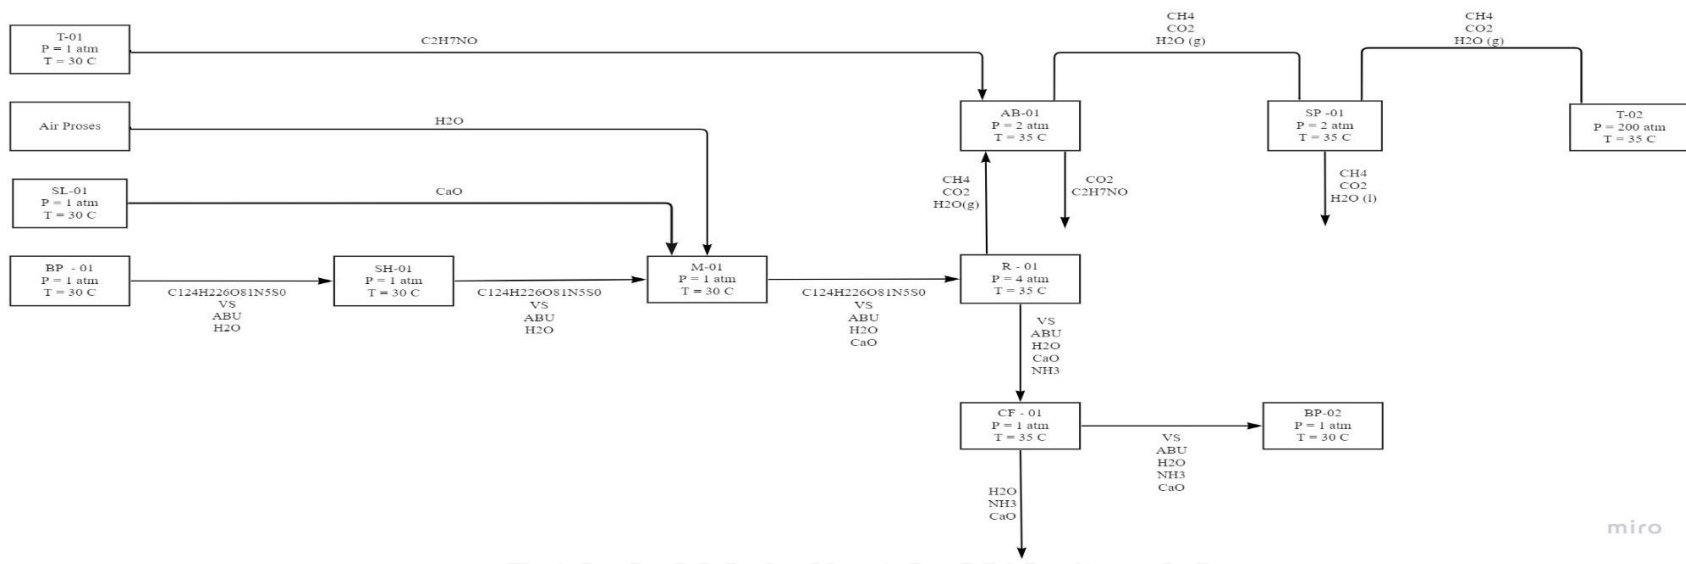 T-01
P = 1 atm
T = 30 C
C2H7NO
CH4
CO2
H2O (g)
CH4
CO2
H2O (g)
Air Proses
H2O
AB-01
P = 2 atm
T = 35 C
SP -01
P = 2 atm
T = 35 C
T-02
P = 200 atm
T = 35 C
SL-01
P = 1 atm
T = 30 C
CaO
CH4
CO2
H2O(g)
CO2
C2H7NO
CH4
CO2
H2O (l)
BP - 01
P = 1 atm
T = 30 C
C124H226O81N5S0
VS
ABU
H2O
SH-01
P = 1 atm
T = 30 C
C124H226O81N5S0
VS
ABU
H2O
M-01
P = 1 atm
T = 30 C
C124H226O81N5S0
VS
ABU
H2O
CaO
R - 01
P = 4 atm
T = 35 C
VS
ABU
H2O
CaO
NH3
CF - 01
P = 1 atm
T = 35 C
VS
ABU
H2O
NH3
CaO
BP-02
P = 1 atm
T = 30 C
H2O
NH3
CaO
miro